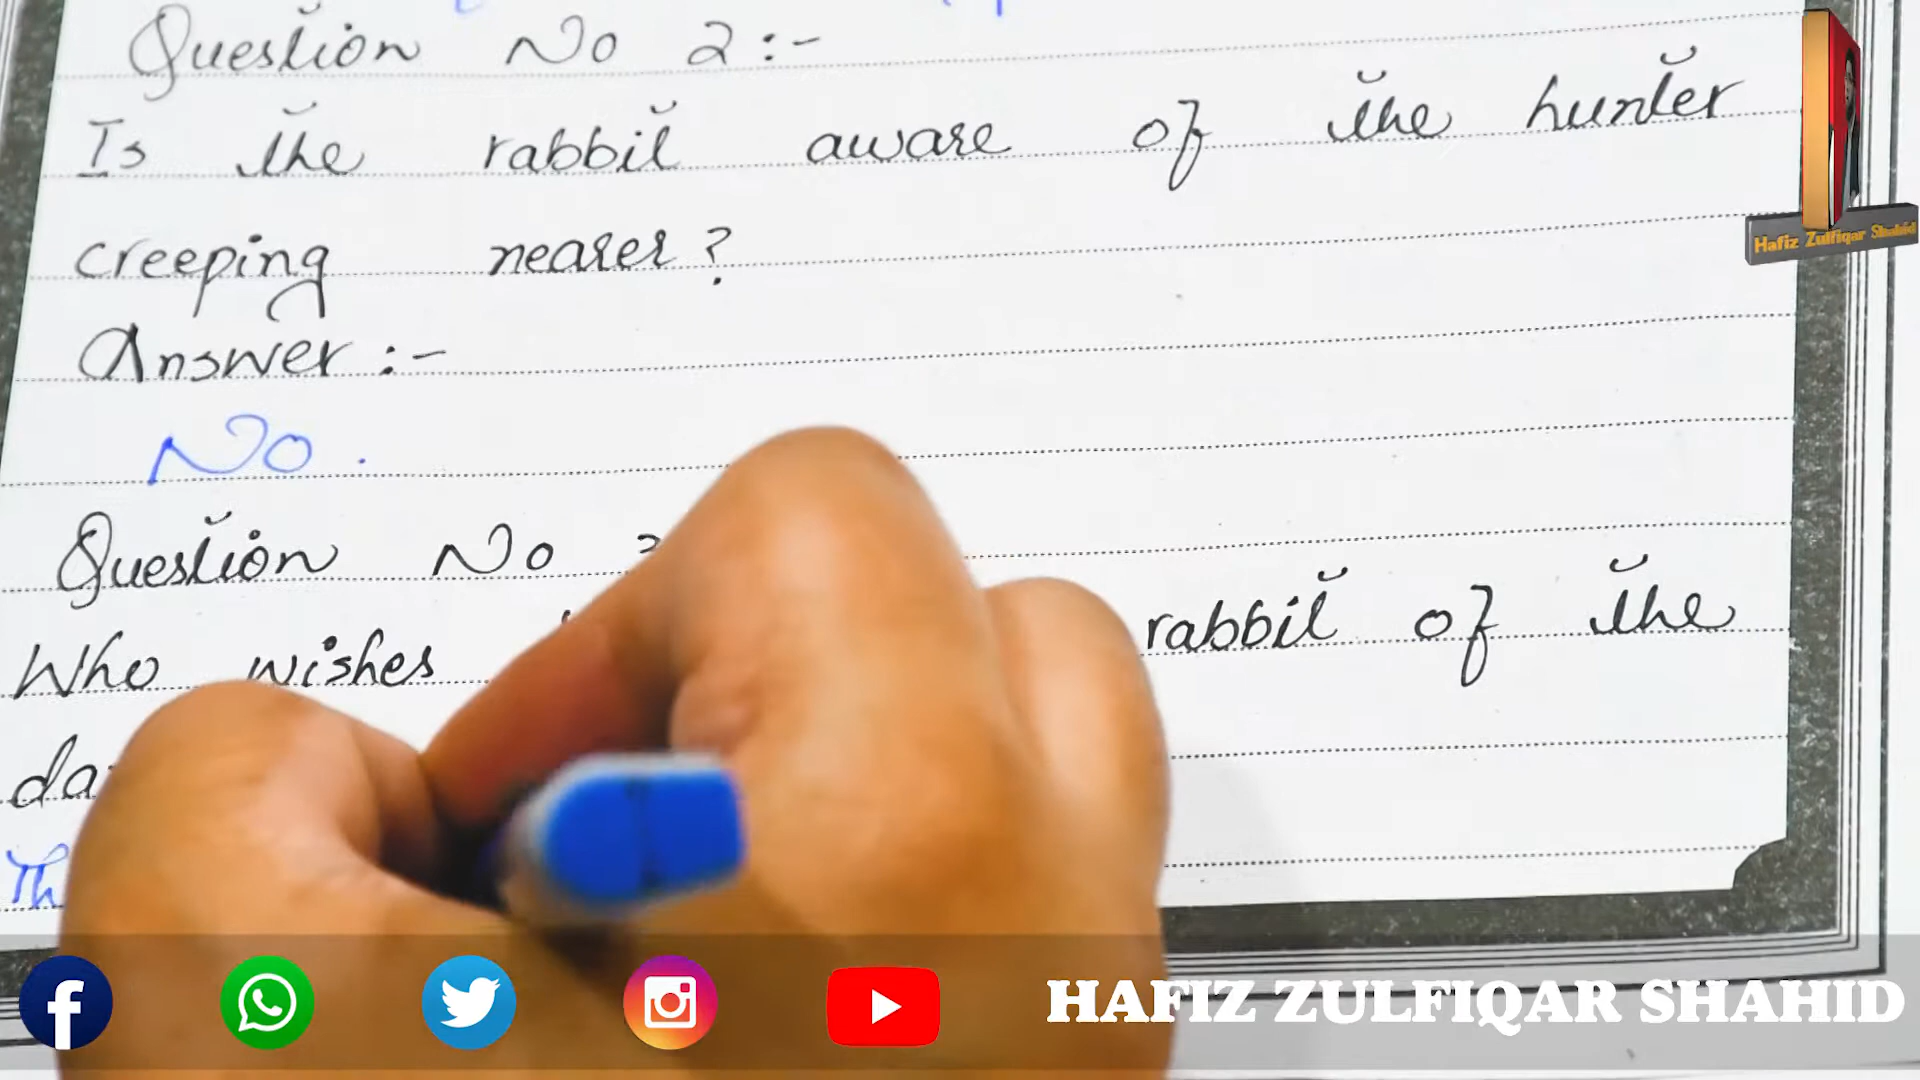 Question No 2:-
Is the rabbit aware of the hunter
creeping nearer?
Answer:-
No.
Question No
Who wishes rabbit of the
Hafiz Zulfiqar Shahid
HAFIZ ZULFIQAR SHAHID